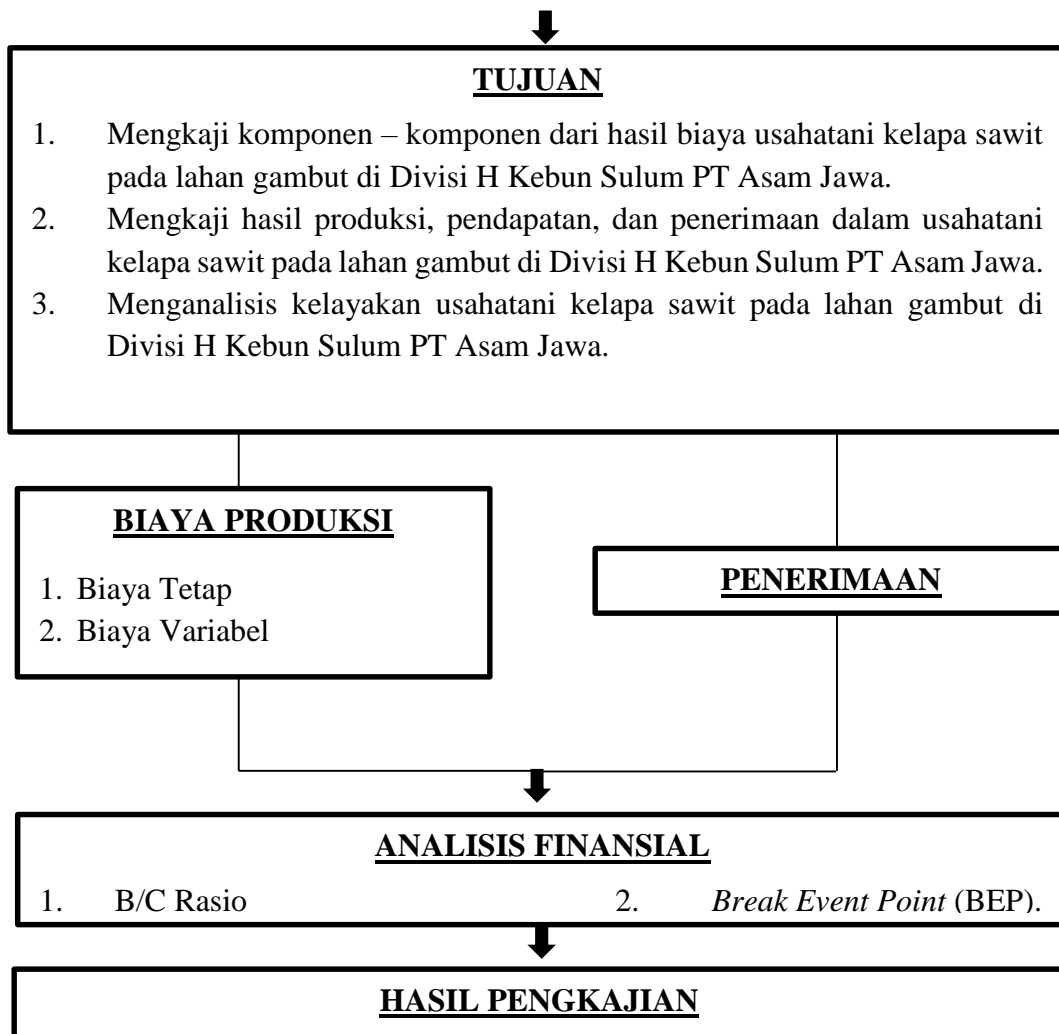 TUJUAN
1. Mengkaji komponen – komponen dari hasil biaya usahatani kelapa sawit
pada lahan gambut di Divisi H Kebun Sulum PT Asam Jawa.
2. Mengkaji hasil produksi, pendapatan, dan penerimaan dalam usahatani
kelapa sawit pada lahan gambut di Divisi H Kebun Sulum PT Asam Jawa.
3. Menganalisis kelayakan usahatani kelapa sawit pada lahan gambut di
Divisi H Kebun Sulum PT Asam Jawa.
BIAYA PRODUKSI
1. Biaya Tetap
2. Biaya Variabel
PENERIMAAN
ANALISIS FINANSIAL
1. B/C Rasio 2. Break Event Point (BEP).
HASIL PENGKAJIAN